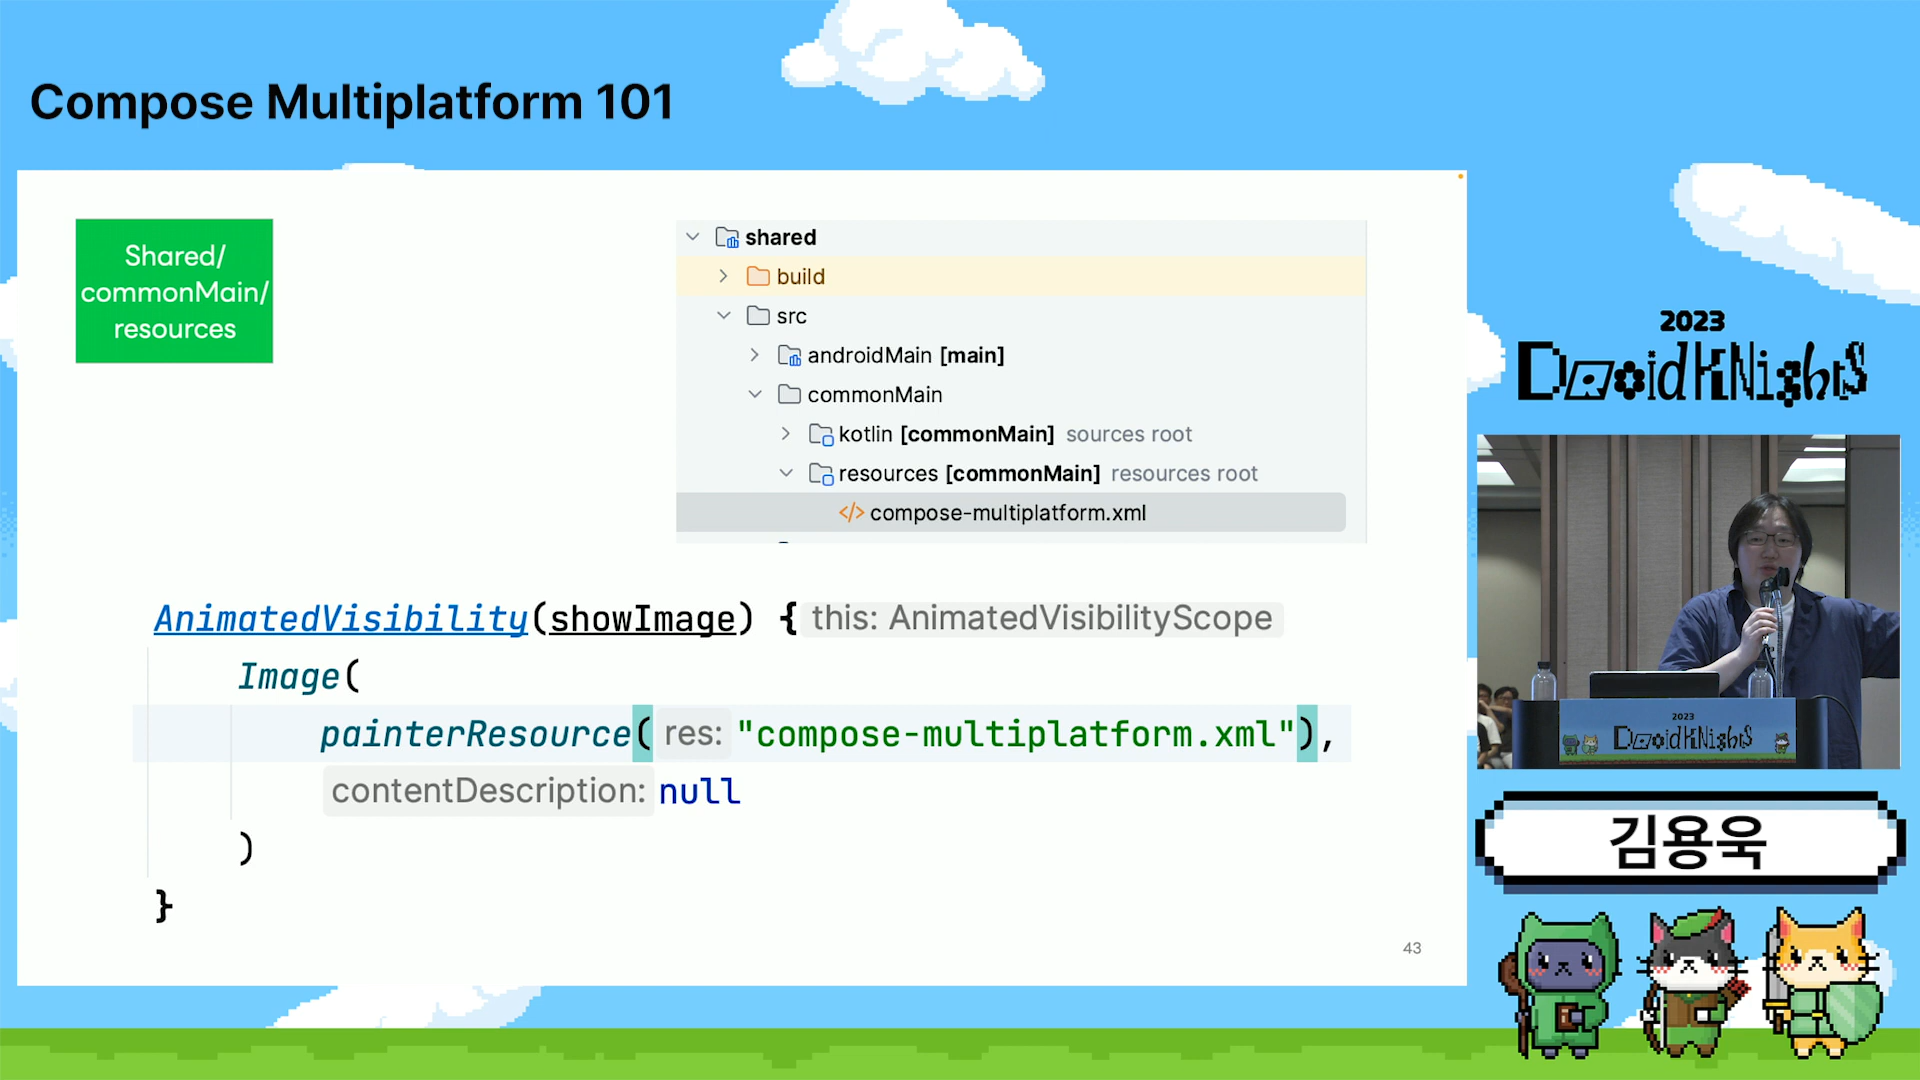 Compose Multiplatform 101
Shared/
commonMain/
resources
shared
build
src
androidMain [main]
commonMain
kotlin [commonMain] sources root
resources [commonMain] resources root
</> compose-multiplatform.xml
AnimatedVisibility(showImage) { this: AnimatedVisibilityScope
Image(
painterResource( res: "compose-multiplatform.xml"),
contentDescription: null
)
}
43
2023
DRoidKNighტS
2023
DRoidKNights
김용욱